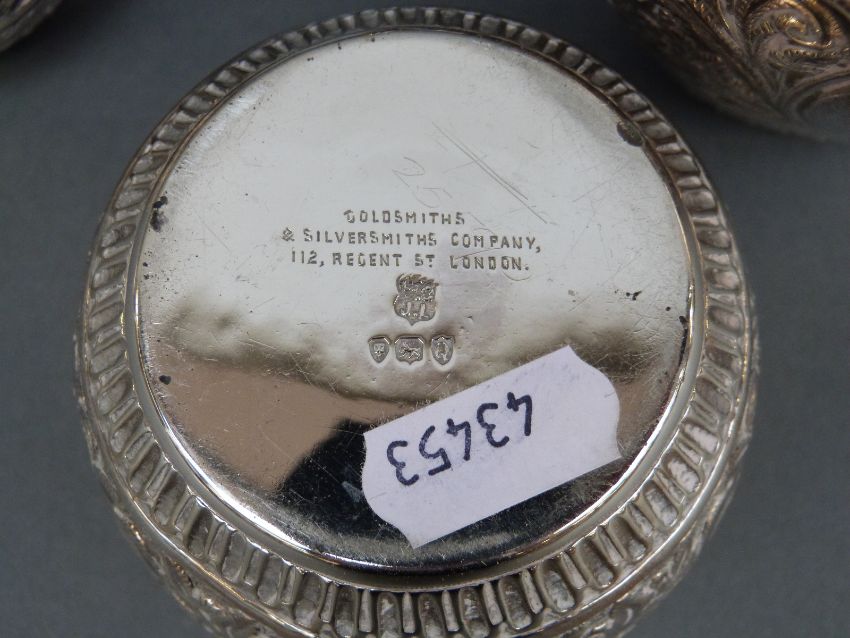 GOLDSMITHS
& SILVERSMITHS COMPANY,
112, REGENT ST LONDON.
43453